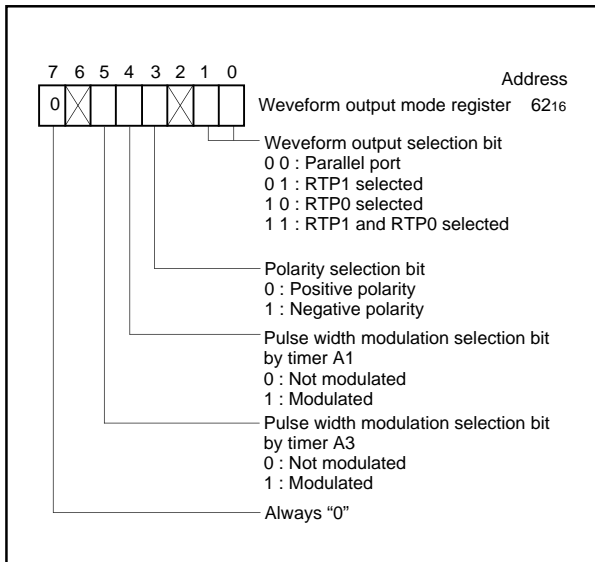 7 6 5 4 3 2 1 0
Address
0
Weveform output mode register 6216
Weveform output selection bit
0 0 : Parallel port
0 1 : RTP1 selected
1 0 : RTP0 selected
1 1 : RTP1 and RTP0 selected
Polarity selection bit
0 : Positive polarity
1 : Negative polarity
Pulse width modulation selection bit
by timer A1
0 : Not modulated
1 : Modulated
Pulse width modulation selection bit
by timer A3
0 : Not modulated
1 : Modulated
Always “0”